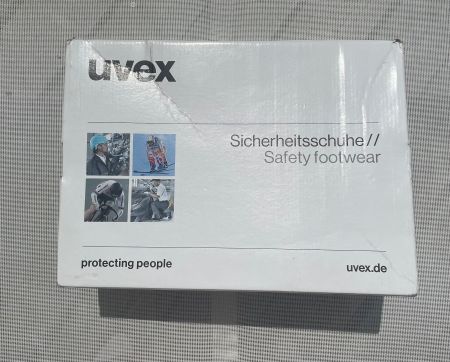 uvex
Sicherheitsschuhe//
Safety footwear
protecting people
uvex.de